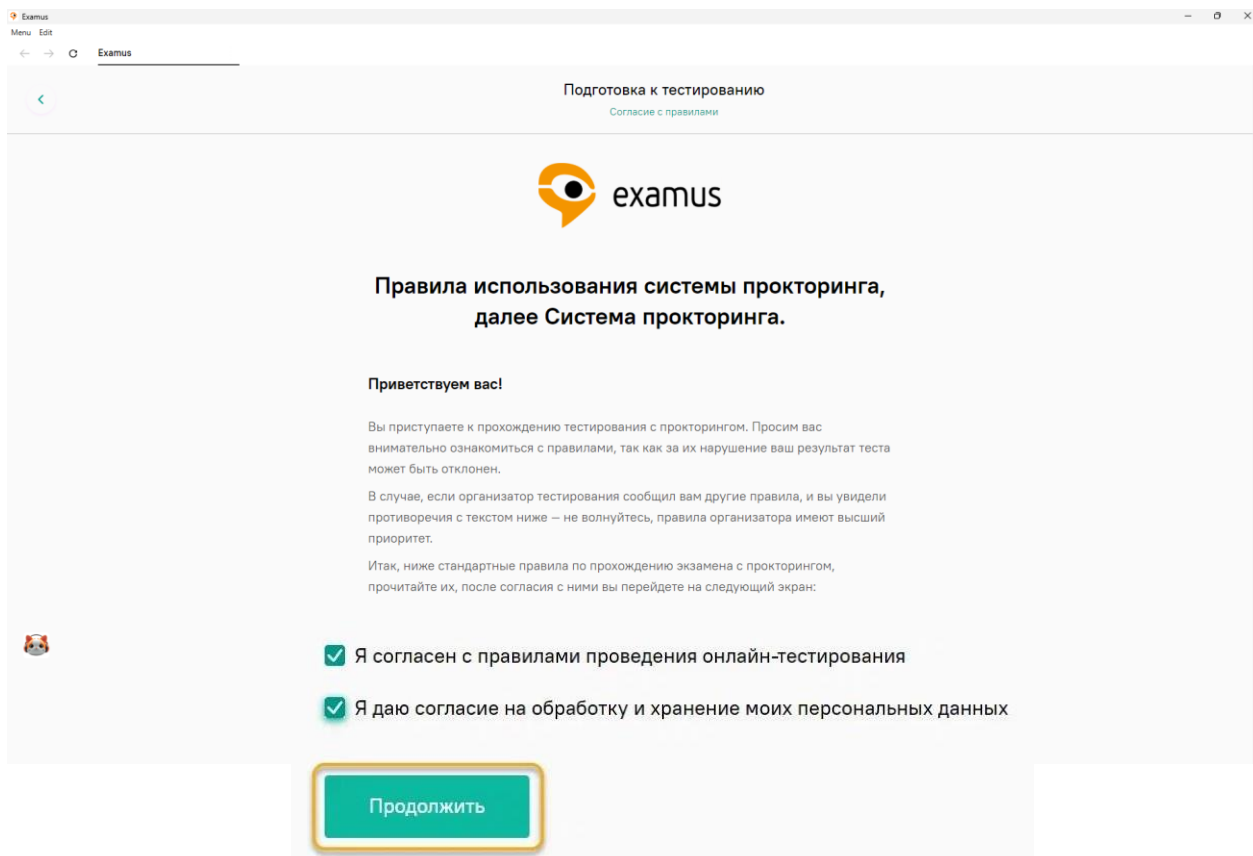 Examus
Menu Edit
Examus
Подготовка к тестированию
Согласие с правилами
examus
Правила использования системы прокторинга,
далее Система прокторинга.
Приветствуем вас!
Вы приступаете к прохождению тестирования с прокторингом. Просим вас
внимательно ознакомиться с правилами, так как за их нарушение ваш результат теста
может быть отклонен.
В случае, если организатор тестирования сообщил вам другие правила, и вы увидели
противоречия с текстом ниже — не волнуйтесь, правила организатора имеют высший
приоритет.
Итак, ниже стандартные правила по прохождению экзамена с прокторингом,
прочитайте их, после согласия с ними вы перейдете на следующий экран:
Я согласен с правилами проведения онлайн-тестирования
Я даю согласие на обработку и хранение моих персональных данных
Продолжить